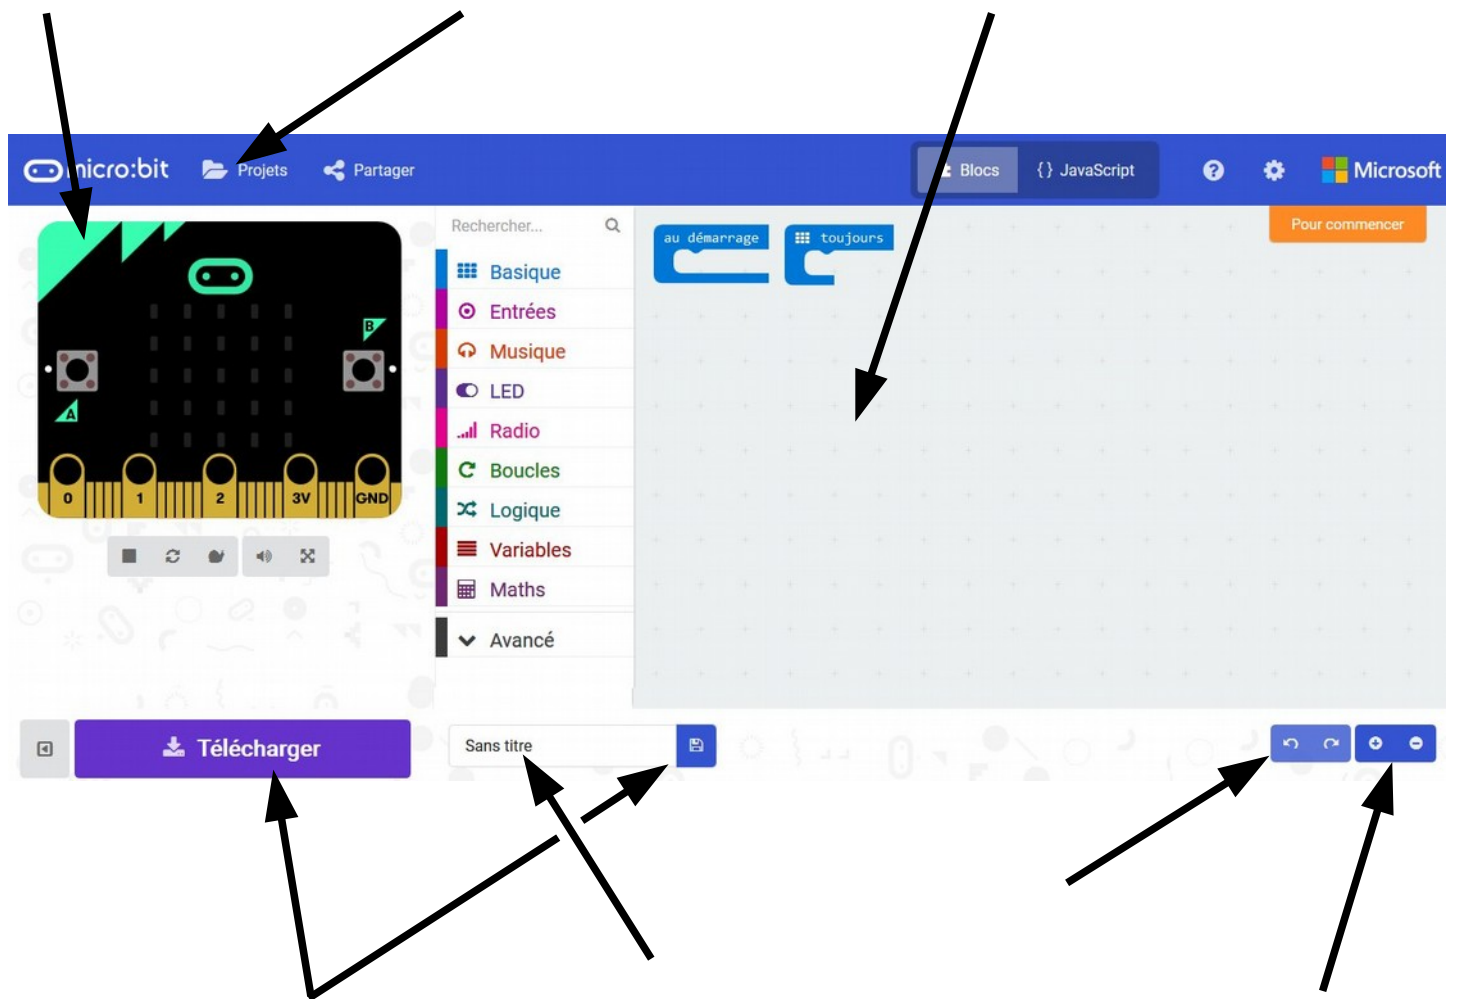 micro:bit Projets Partager Blocs {} JavaScript ? Microsoft
Rechercher...
Pour commencer
au démarrage
toujours
Basique
Entrées
Musique
LED
Radio
Boucles
Logique
Variables
Maths
Avancé
B
A
0 1 2 3V GND
Télécharger
Sans titre